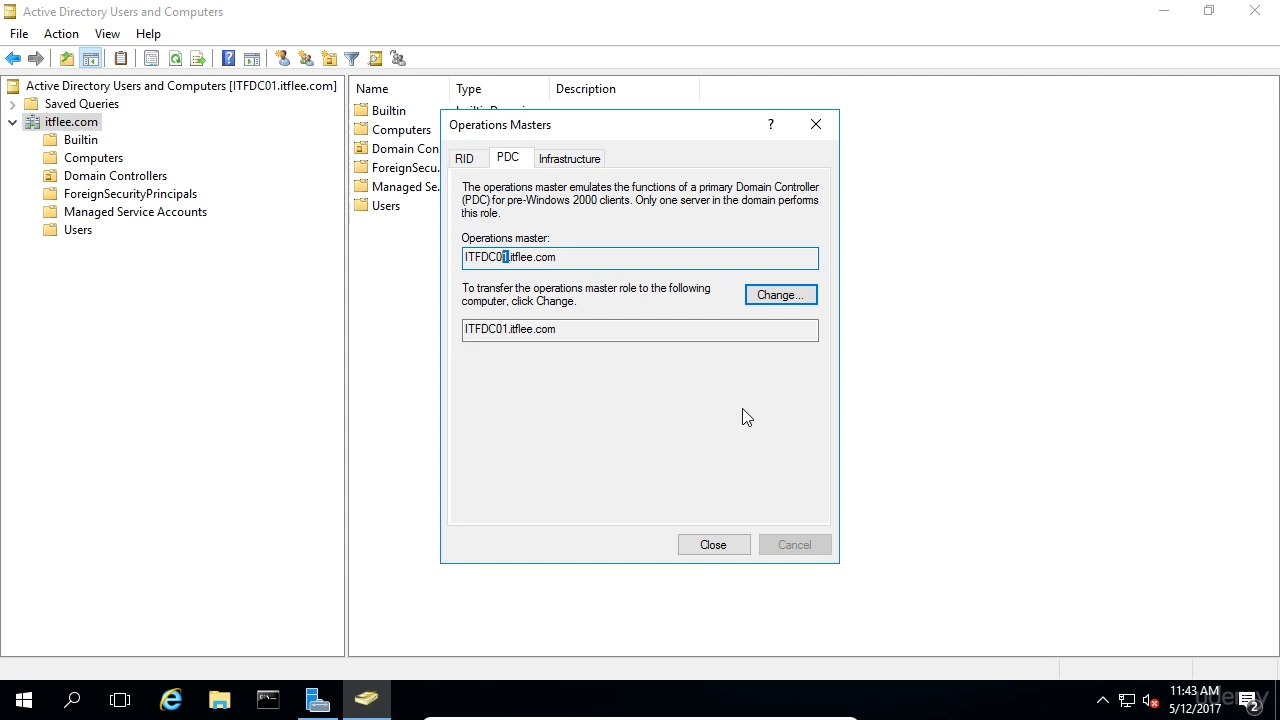 Active Directory Users and Computers
File Action View Help
Active Directory Users and Computers [ITFDC01.itflee.com]
Saved Queries
itflee.com
Builtin
Computers
Domain Controllers
ForeignSecurityPrincipals
Managed Service Accounts
Users
Name Type Description
Builtin
Computers
Domain Con
ForeignSecu.
Managed Se.
Users
Operations Masters
?
RID PDC Infrastructure
The operations master emulates the functions of a primary Domain Controller
(PDC) for pre-Windows 2000 clients. Only one server in the domain performs
this role.
Operations master:
ITFDC01.itflee.com
To transfer the operations master role to the following
computer, click Change.
Change...
ITFDC01.itflee.com
Close Cancel
11:43 AM
5/12/2017
2
udemy